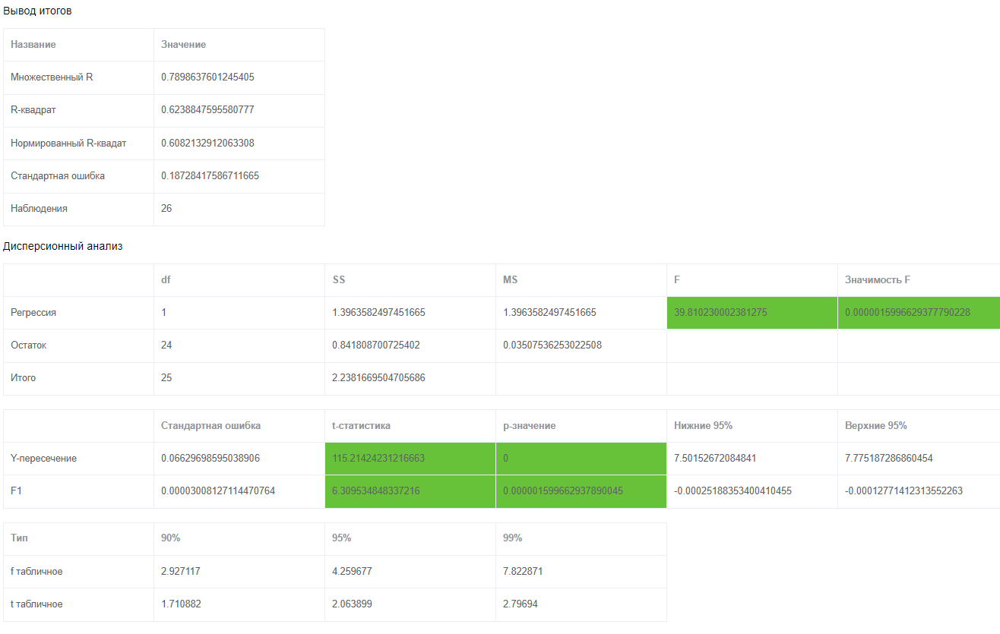 Вывод итогов
Название Значение
Множественный R 0.7898637601245405
R-квадрат 0.6238847595580777
Нормированный R-квадат 0.6082132912063308
Стандартная ошибка 0.18728417586711665
Наблюдения 26
Дисперсионный анализ
df SS MS F Значимость F
Регрессия 1 1.3963582497451665 1.3963582497451665 39.810230002381275 0.0000015996629377790228
Остаток 24 0.841808700725402 0.03507536253022508
Итого 25 2.2381669504705686
Стандартная ошибка t-статистика p-значение Нижние 95% Верхние 95%
Y-пересечение 0.06629698595038906 115.21424231216663 0 7.50152672084841 7.775187286860454
F1 0.00003008127114470764 6.309534848337216 0.000001599662937890045 -0.00025188353400410455 -0.00012771412313552263
Тип 90% 95% 99%
f табличное 2.927117 4.259677 7.822871
t табличное 1.710882 2.063899 2.79694